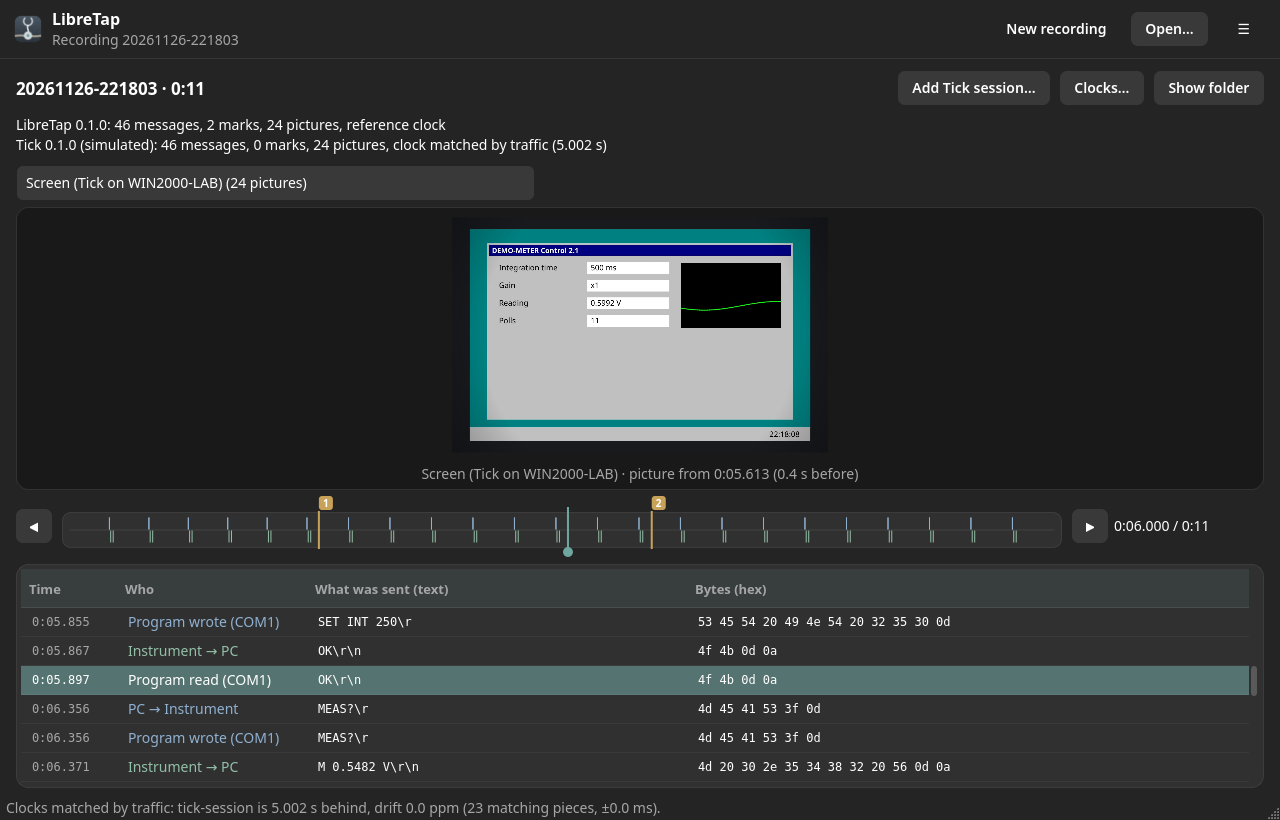 LibreTap
Recording 20261126-221803
New recording
Open...
☰
20261126-221803 · 0:11
Add Tick session...
Clocks...
Show folder
LibreTap 0.1.0: 46 messages, 2 marks, 24 pictures, reference clock
Tick 0.1.0 (simulated): 46 messages, 0 marks, 24 pictures, clock matched by traffic (5.002 s)
Screen (Tick on WIN2000-LAB) (24 pictures)
DEMO-METER Control 2.1
Integration time 500 ms
Gain x1
Reading 0.5992 V
Polls 11
22:18:08
Screen (Tick on WIN2000-LAB) · picture from 0:05.613 (0.4 s before)
1 2
◀ ▶ 0:06.000 / 0:11
Time Who What was sent (text) Bytes (hex)
0:05.855 Program wrote (COM1) SET INT 250\r 53 45 54 20 49 4e 54 20 32 35 30 0d
0:05.867 Instrument → PC OK\r\n 4f 4b 0d 0a
0:05.897 Program read (COM1) OK\r\n 4f 4b 0d 0a
0:06.356 PC → Instrument MEAS?\r 4d 45 41 53 3f 0d
0:06.356 Program wrote (COM1) MEAS?\r 4d 45 41 53 3f 0d
0:06.371 Instrument → PC M 0.5482 V\r\n 4d 20 30 2e 35 34 38 32 20 56 0d 0a
Clocks matched by traffic: tick-session is 5.002 s behind, drift 0.0 ppm (23 matching pieces, ±0.0 ms).